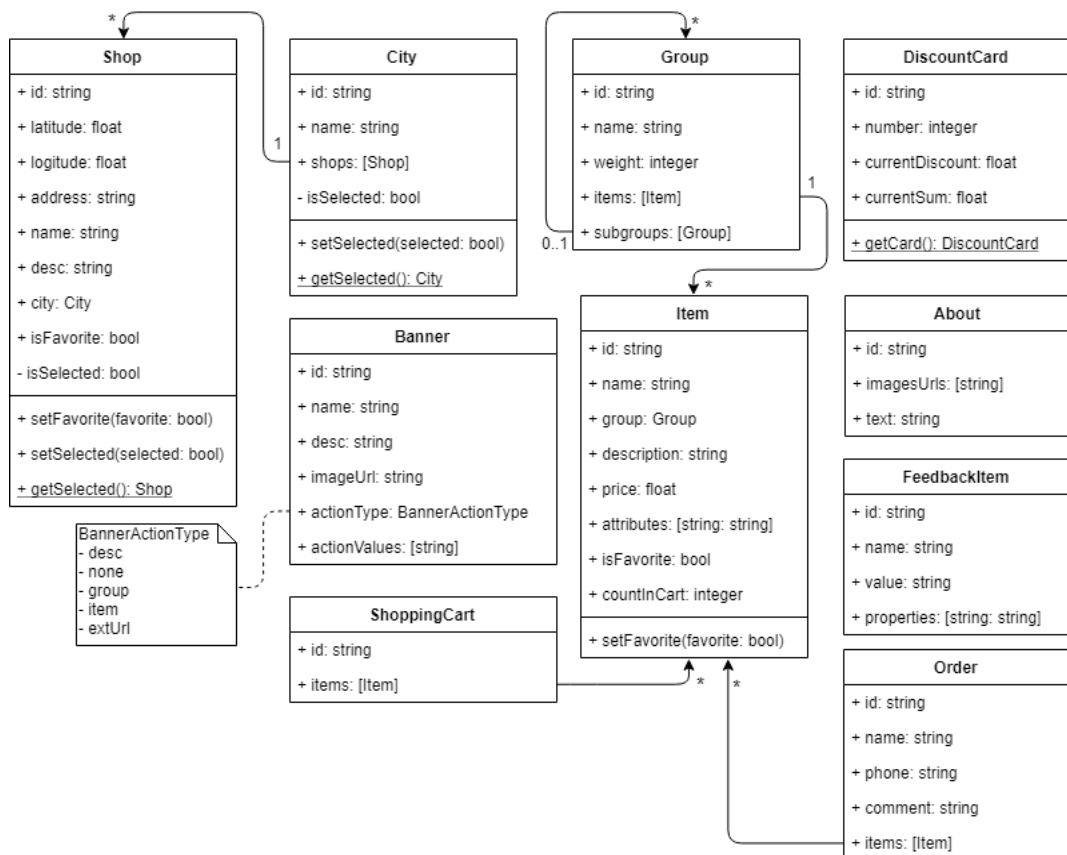 *
*
Shop
+ id: string
+ latitude: float
+ logitude: float
+ address: string
+ name: string
+ desc: string
+ city: City
+ isFavorite: bool
- isSelected: bool
+ setFavorite(favorite: bool)
+ setSelected(selected: bool)
+ getSelected(): Shop
1
City
+ id: string
+ name: string
+ shops: [Shop]
- isSelected: bool
+ setSelected(selected: bool)
+ getSelected(): City
Group
+ id: string
+ name: string
+ weight: integer
+ items: [Item]
+ subgroups: [Group]
0..1
1
*
DiscountCard
+ id: string
+ number: integer
+ currentDiscount: float
+ currentSum: float
+ getCard(): DiscountCard
Banner
+ id: string
+ name: string
+ desc: string
+ imageUrl: string
+ actionType: BannerActionType
+ actionValues: [string]
Item
+ id: string
+ name: string
+ group: Group
+ description: string
+ price: float
+ attributes: [string: string]
+ isFavorite: bool
+ countInCart: integer
+ setFavorite(favorite: bool)
About
+ id: string
+ imagesUrls: [string]
+ text: string
FeedbackItem
+ id: string
+ name: string
+ value: string
+ properties: [string: string]
BannerActionType
- desc
- none
- group
- item
- extUrl
ShoppingCart
+ id: string
+ items: [Item]
*
*
Order
+ id: string
+ name: string
+ phone: string
+ comment: string
+ items: [Item]